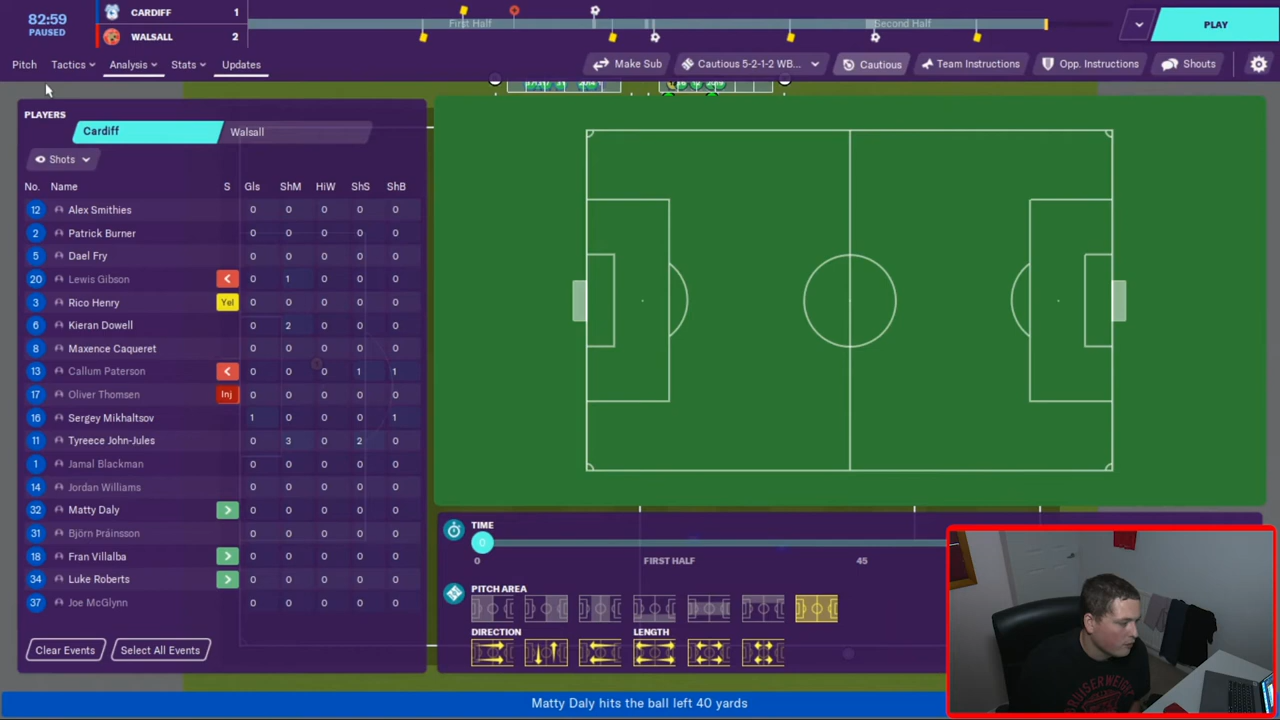 82:59
PAUSED
CARDIFF 1
WALSALL 2
First Half
Second Half
PLAY
Pitch
Tactics
Analysis
Stats
Updates
Make Sub
Cautious 5-2-1-2 WB...
Cautious
Team Instructions
Opp. Instructions
Shouts
PLAYERS
Cardiff
Walsall
Shots
No. Name S Gls ShM HiW ShS ShB
12 Alex Smithies 0 0 0 0 0
2 Patrick Burner 0 0 0 0 0
5 Dael Fry 0 0 0 0 0
20 Lewis Gibson 0 1 0 0 0
3 Rico Henry Yel 0 0 0 0 0
6 Kieran Dowell 0 2 0 0 0
8 Maxence Caqueret 0 0 0 0 0
13 Callum Paterson 0 0 0 1 1
17 Oliver Thomsen Inj 0 0 0 0 0
16 Sergey Mikhaltsov 1 0 0 0 1
11 Tyreece John-Jules 0 3 0 2 0
1 Jamal Blackman 0 0 0 0 0
14 Jordan Williams 0 0 0 0 0
32 Matty Daly 0 0 0 0 0
31 Björn Þráinsson 0 0 0 0 0
18 Fran Villalba 0 0 0 0 0
34 Luke Roberts 0 0 0 0 0
37 Joe McGlynn 0 0 0 0 0
Clear Events
Select All Events
TIME
0
0
FIRST HALF
45
PITCH AREA
DIRECTION
LENGTH
Matty Daly hits the ball left 40 yards